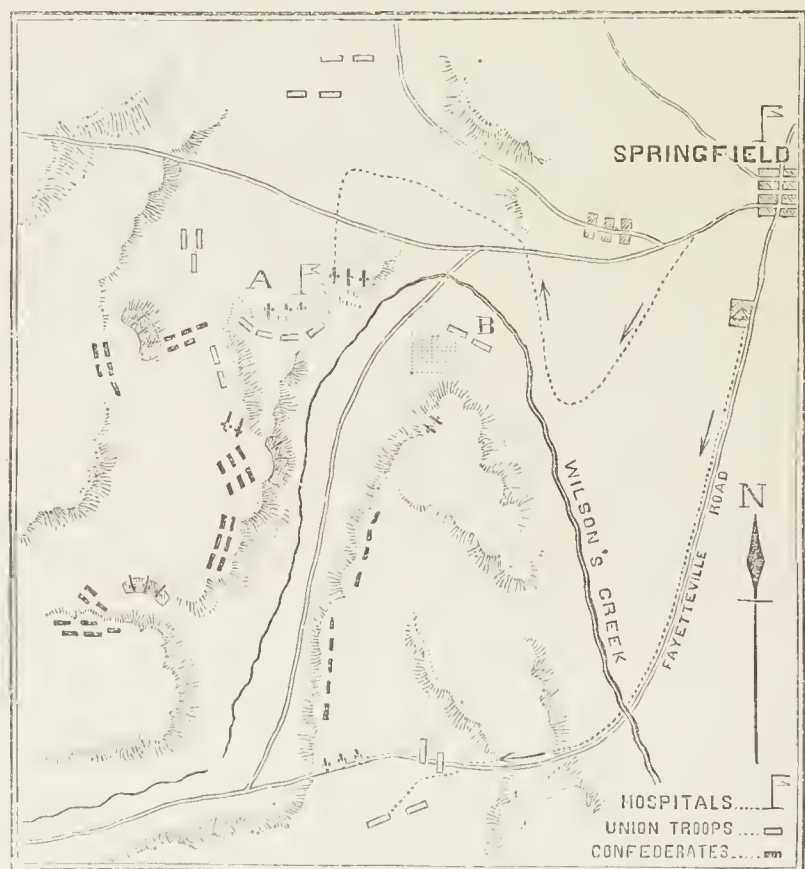 SPRINGFIELD
A
B
WILSON'S CREEK
FAYETTEVILLE ROAD
N
HOSPITALS.....
UNION TROOPS....
CONFEDERATES.....